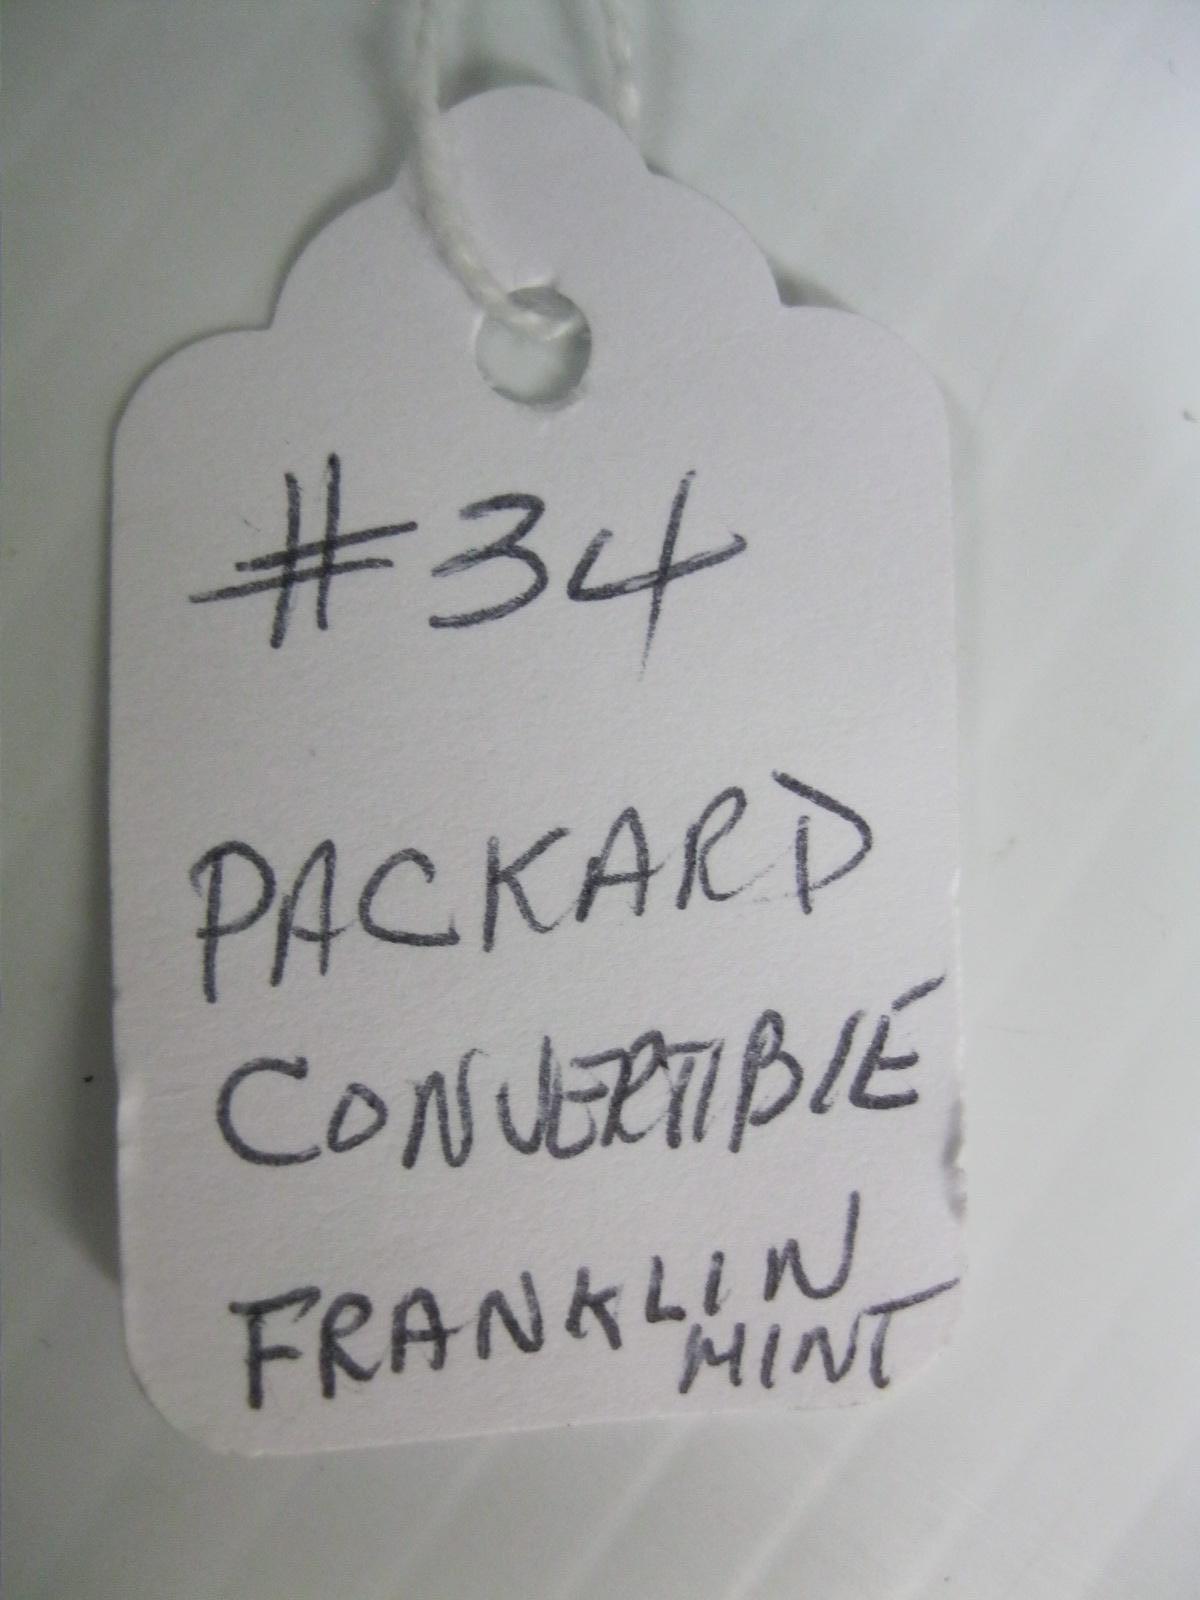 #34
PACKARD
CONVERTIBLE
FRANKLIN
MINT